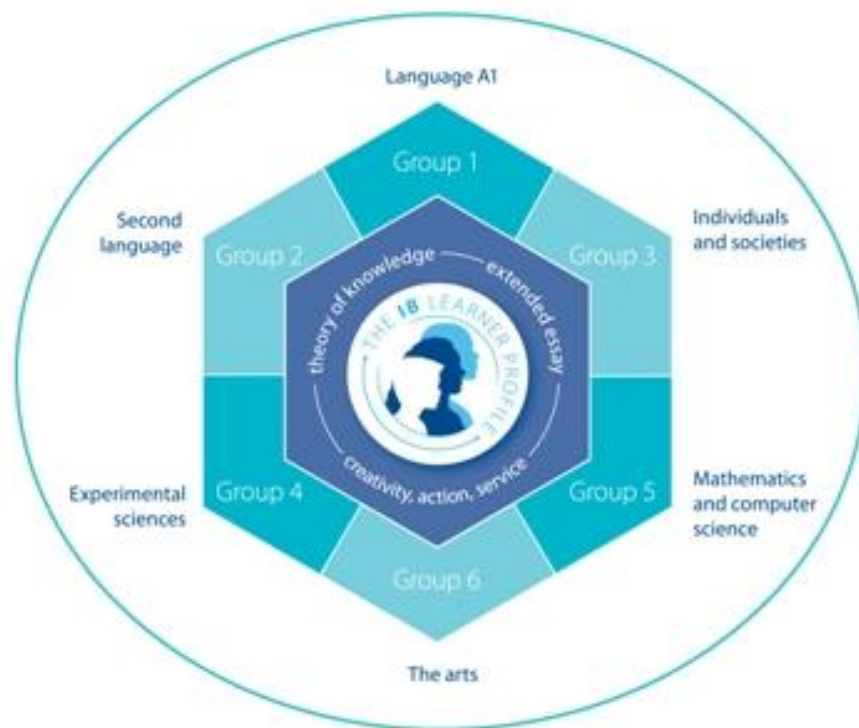 Language A1
Group 1
Second
language
Group 2
Individuals
and societies
Group 3
theory of knowledge
extended essay
THE IB LEARNER PROFILE
creativity, action, service
Experimental
sciences
Group 4
Group 5
Mathematics
and computer
science
Group 6
The arts